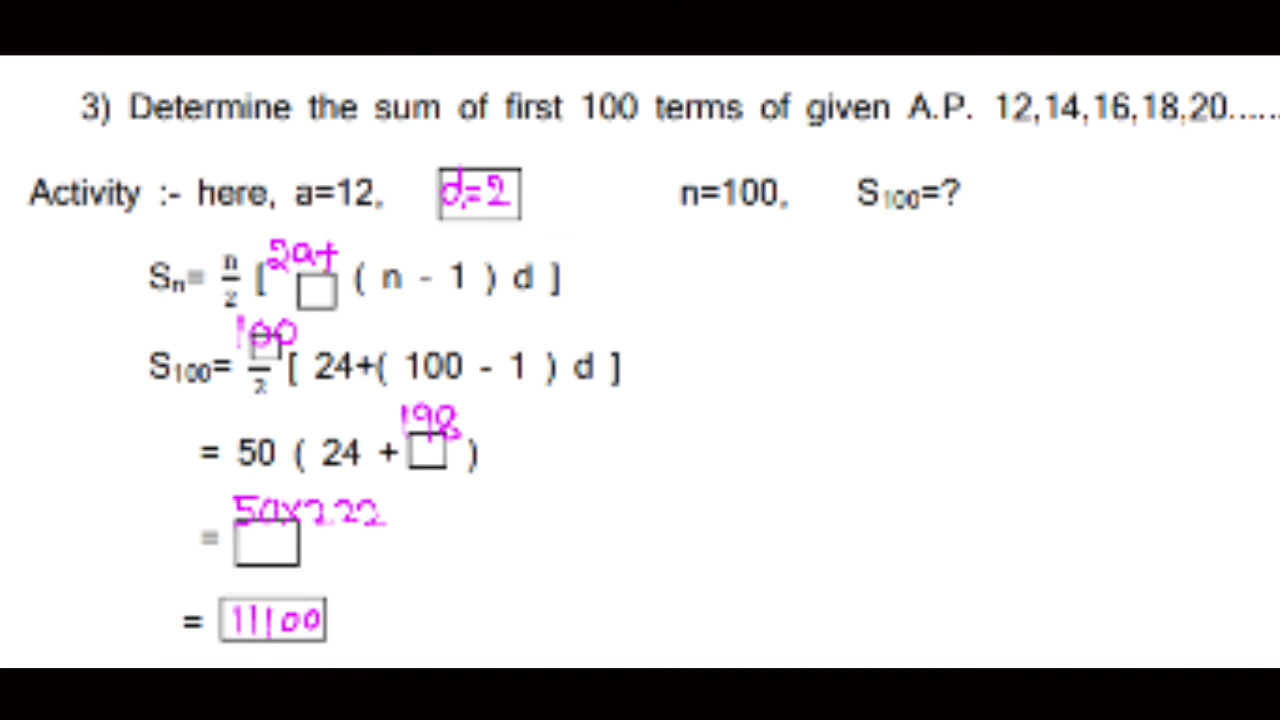 3) Determine the sum of first 100 terms of given A.P. 12,14,16,18,20.....
Activity :- here, a=12, d=2 n=100, S₁₀₀=?
Sₙ= n/2 [ 2a+ ( n - 1 ) d ]
S₁₀₀= 100/2 [ 24+( 100 - 1 ) d ]
= 50 ( 24 + 198 )
= 50x222
= 11100